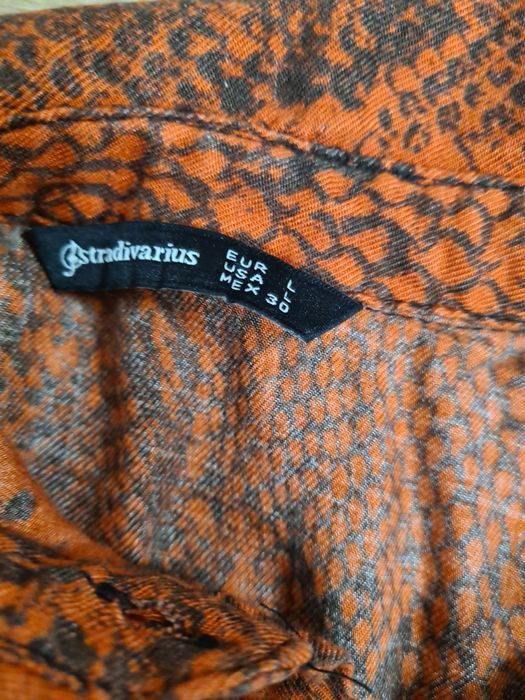 stradivarius
EUR L
USA L
MEX 30